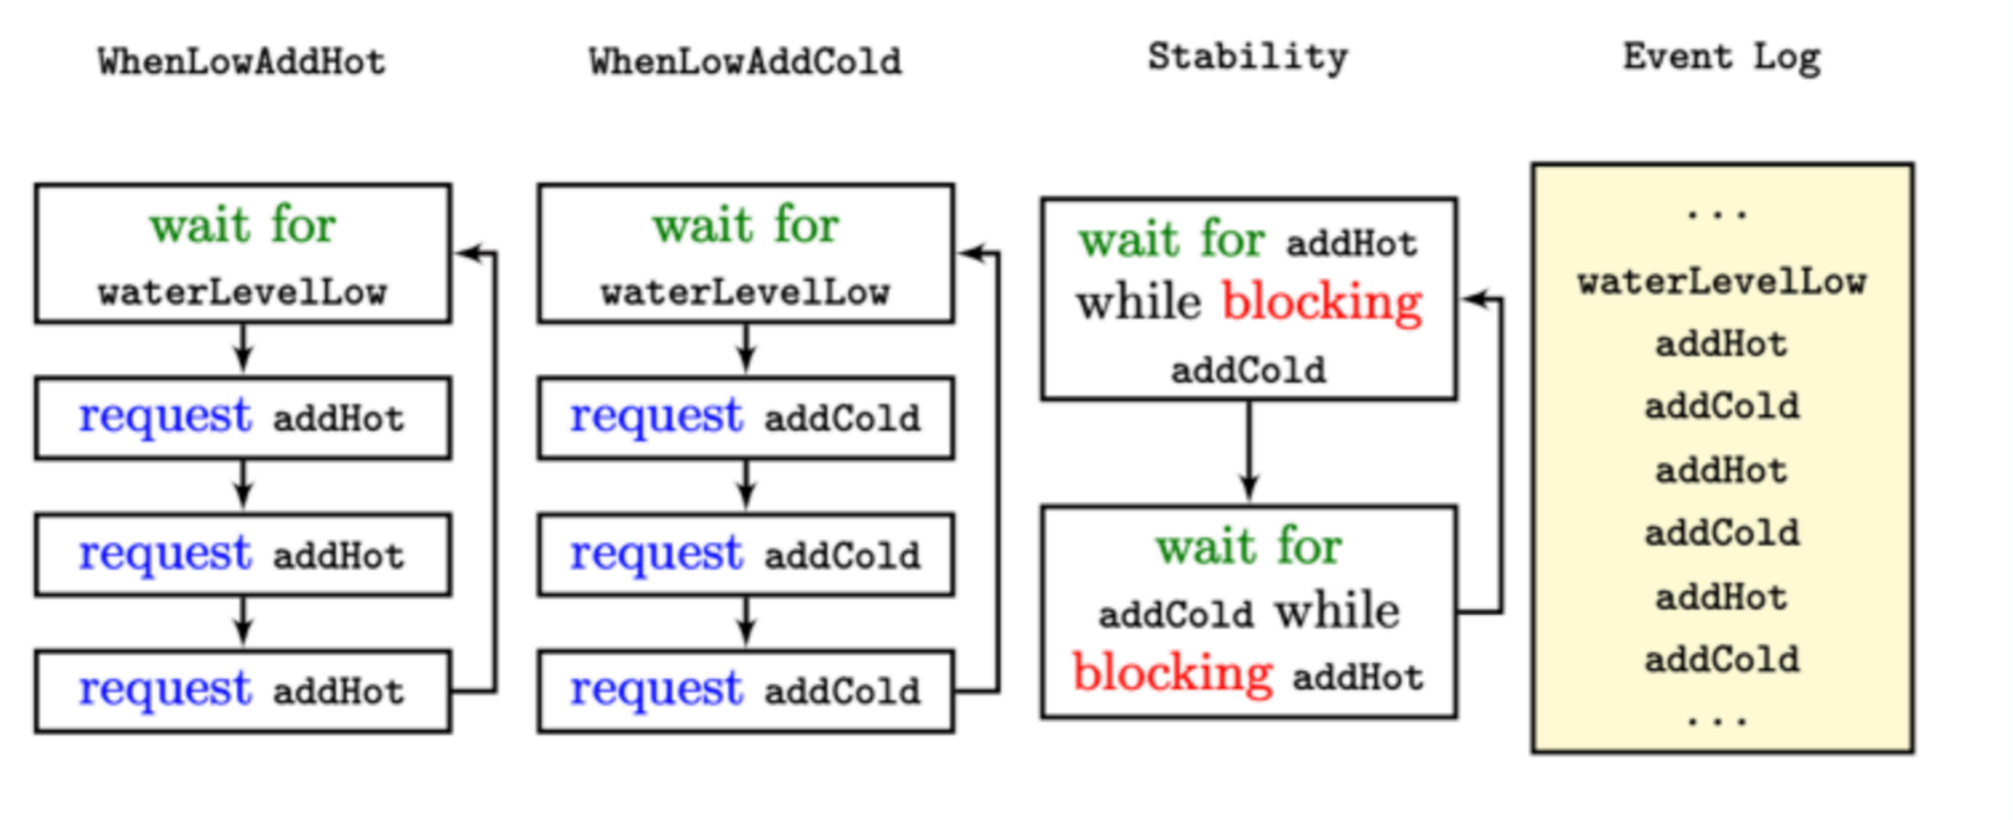 WhenLowAddHot
wait for
waterLevelLow
request addHot
request addHot
request addHot
WhenLowAddCold
wait for
waterLevelLow
request addCold
request addCold
request addCold
Stability
wait for addHot
while blocking
addCold
wait for
addCold while
blocking addHot
Event Log
...
waterLevelLow
addHot
addCold
addHot
addCold
addHot
addCold
...